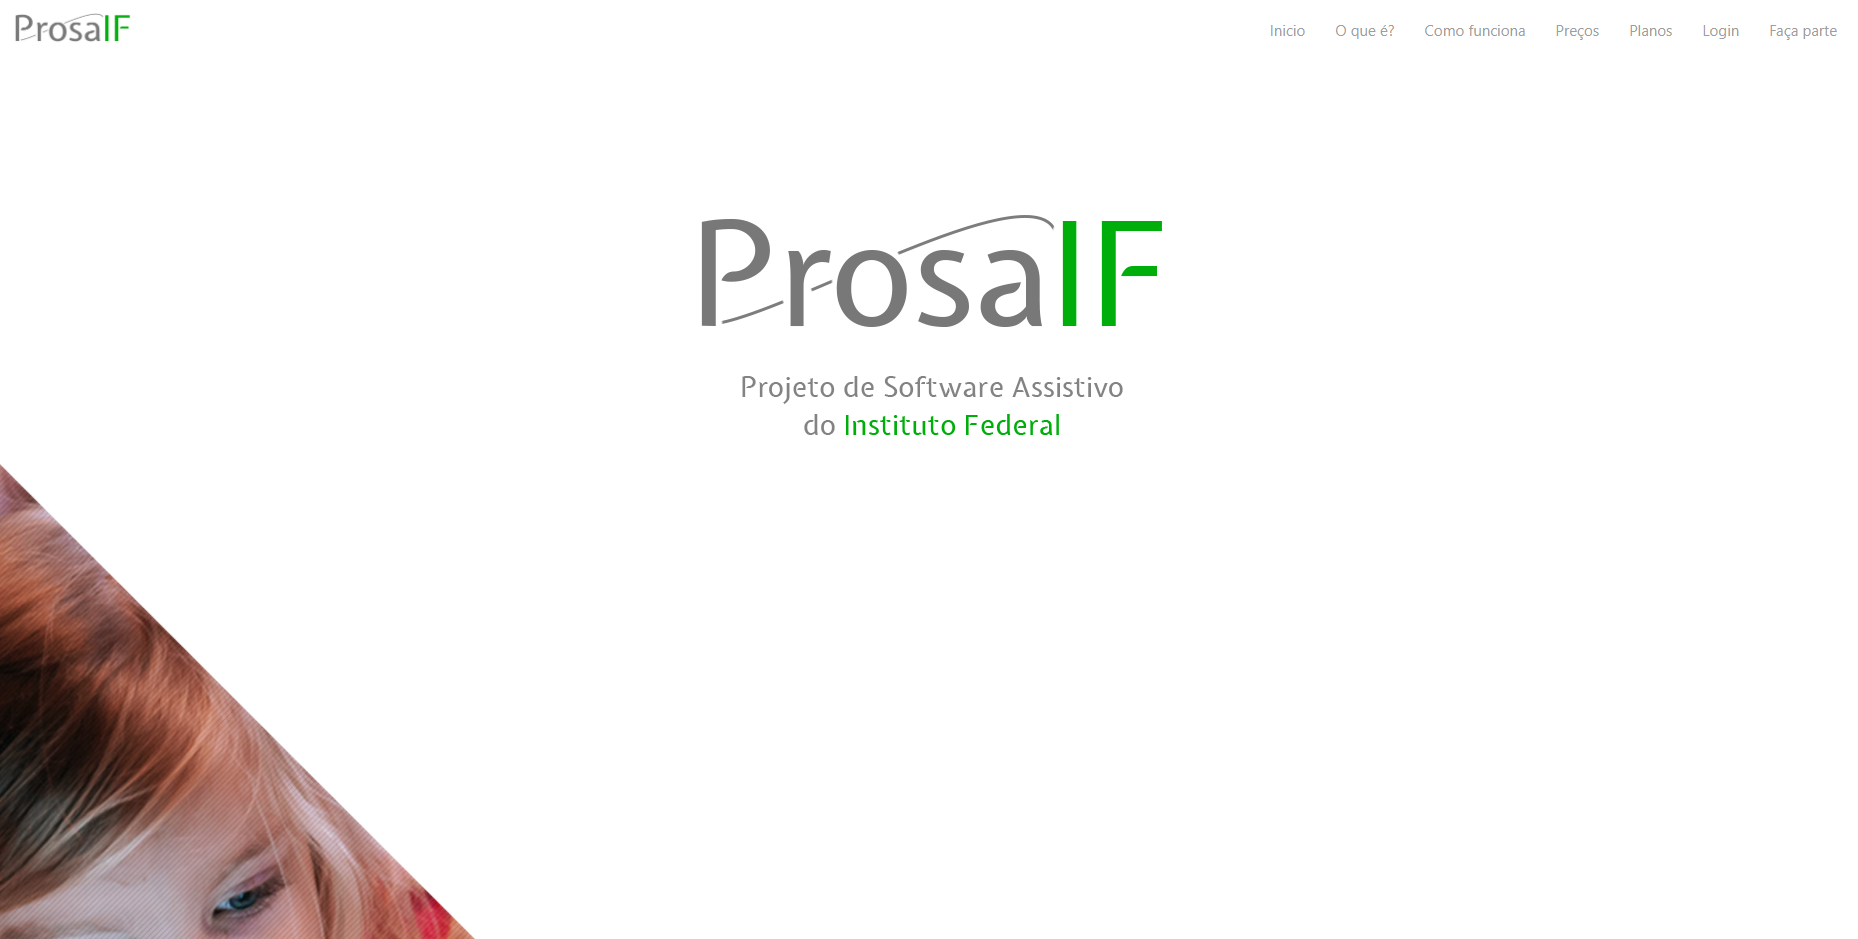 ProsaIF
Inicio O que é? Como funciona Preços Planos Login Faça parte
ProsaIF
Projeto de Software Assistivo
do Instituto Federal